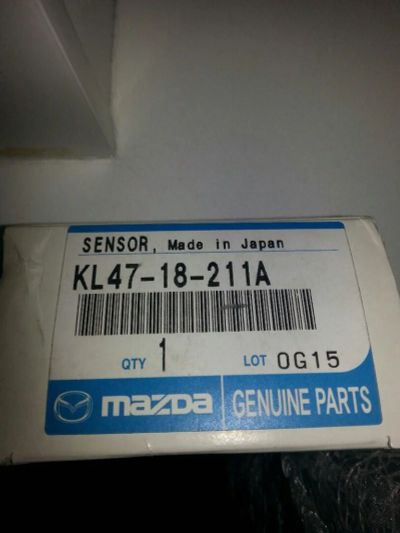 SENSOR, Made in Japan
KL47-18-211A
QTY 1 LOT 0G15
mazda GENUINE PARTS